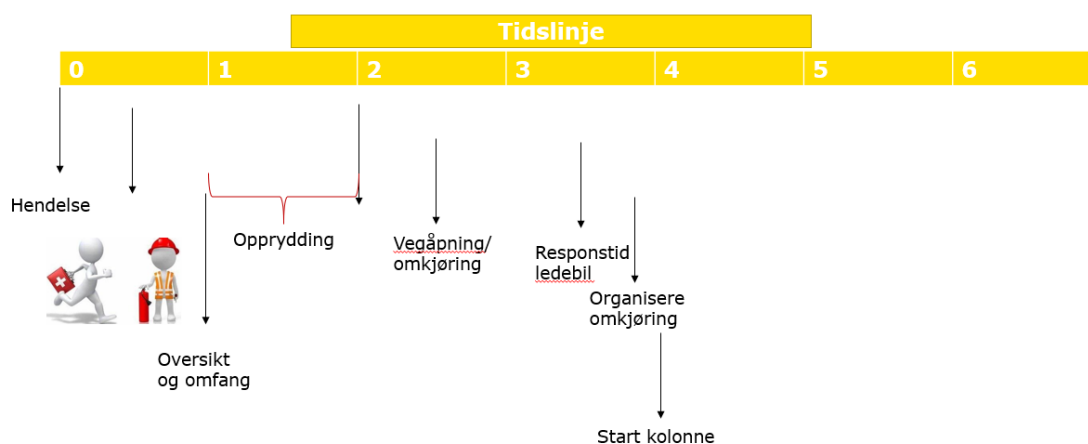 Tidslinje
0 1 2 3 4 5 6
Hendelse
Opprydding
Vegåpning/
omkjøring
Responstid
ledebil
Organisere
omkjøring
Oversikt
og omfang
Start kolonne